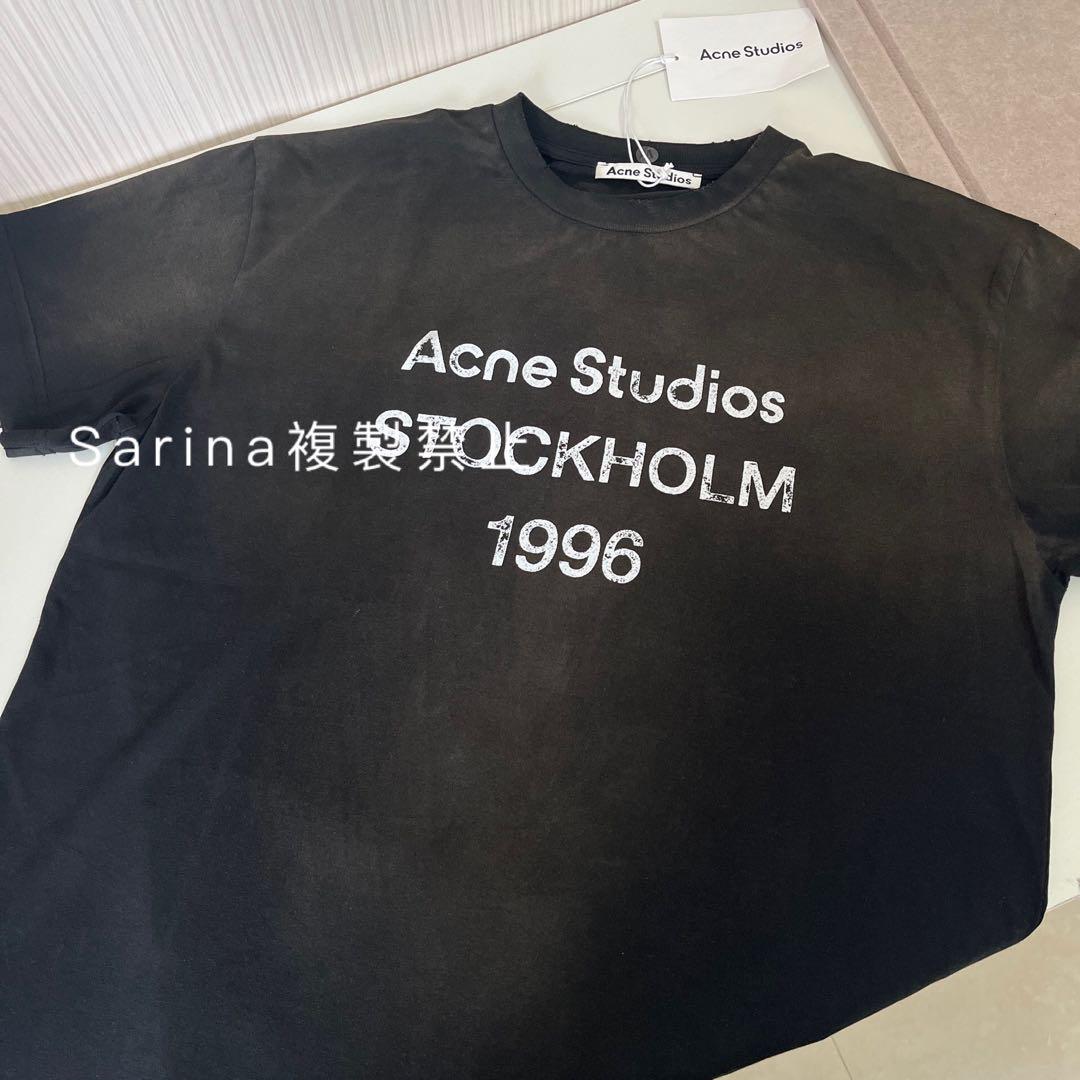 Acne Studios
Acne Studios
Acne Studios
Sarina複製禁止
STOCKHOLM
1996